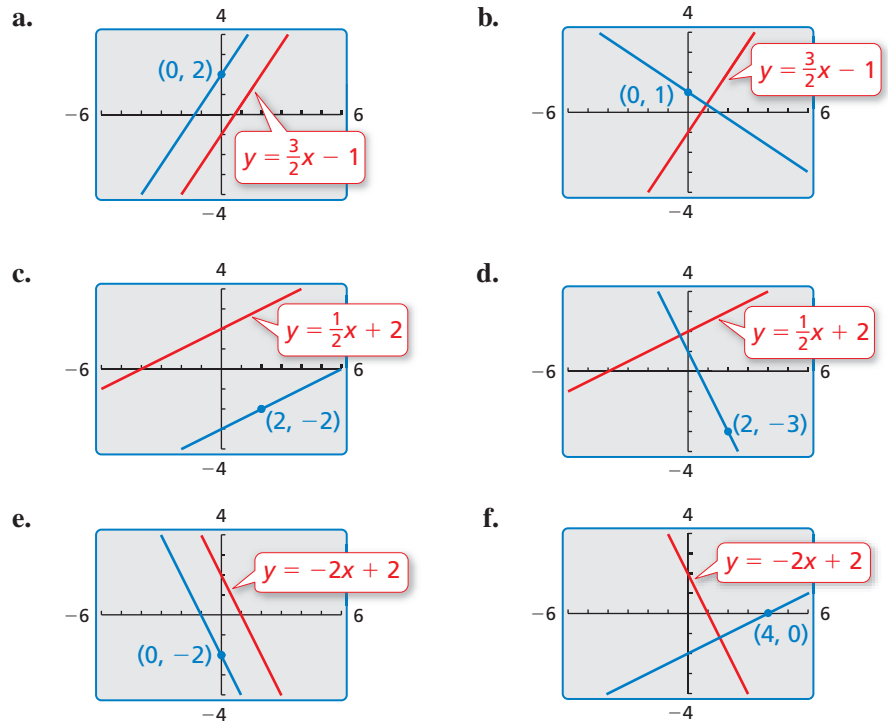 a.
4
(0, 2)
−6
6
y = 3/2x − 1
−4
b.
4
y = 3/2x − 1
(0, 1)
−6
6
−4
c.
4
y = 1/2x + 2
−6
6
(2, −2)
−4
d.
4
y = 1/2x + 2
−6
6
(2, −3)
−4
e.
4
y = −2x + 2
−6
6
(0, −2)
−4
f.
4
y = −2x + 2
−6
6
(4, 0)
−4